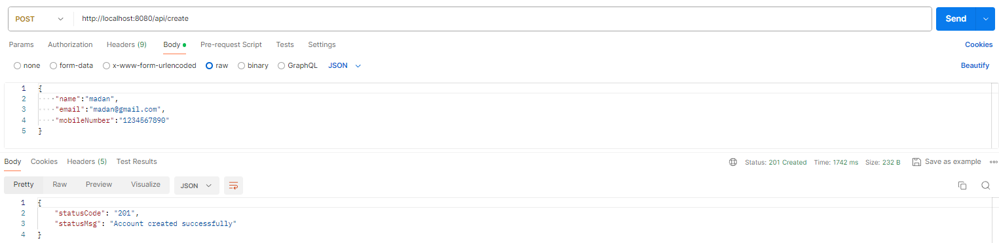 POST http://localhost:8080/api/create Send
Params Authorization Headers (9) Body Pre-request Script Tests Settings Cookies
none form-data x-www-form-urlencoded raw binary GraphQL JSON Beautify
1 {
2 "name":"madan",
3 "email":"madan@gmail.com",
4 "mobileNumber":"1234567890"
5 }
Body Cookies Headers (5) Test Results Status: 201 Created Time: 1742 ms Size: 232 B Save as example
Pretty Raw Preview Visualize JSON
1 {
2 "statusCode": "201",
3 "statusMsg": "Account created successfully"
4 }